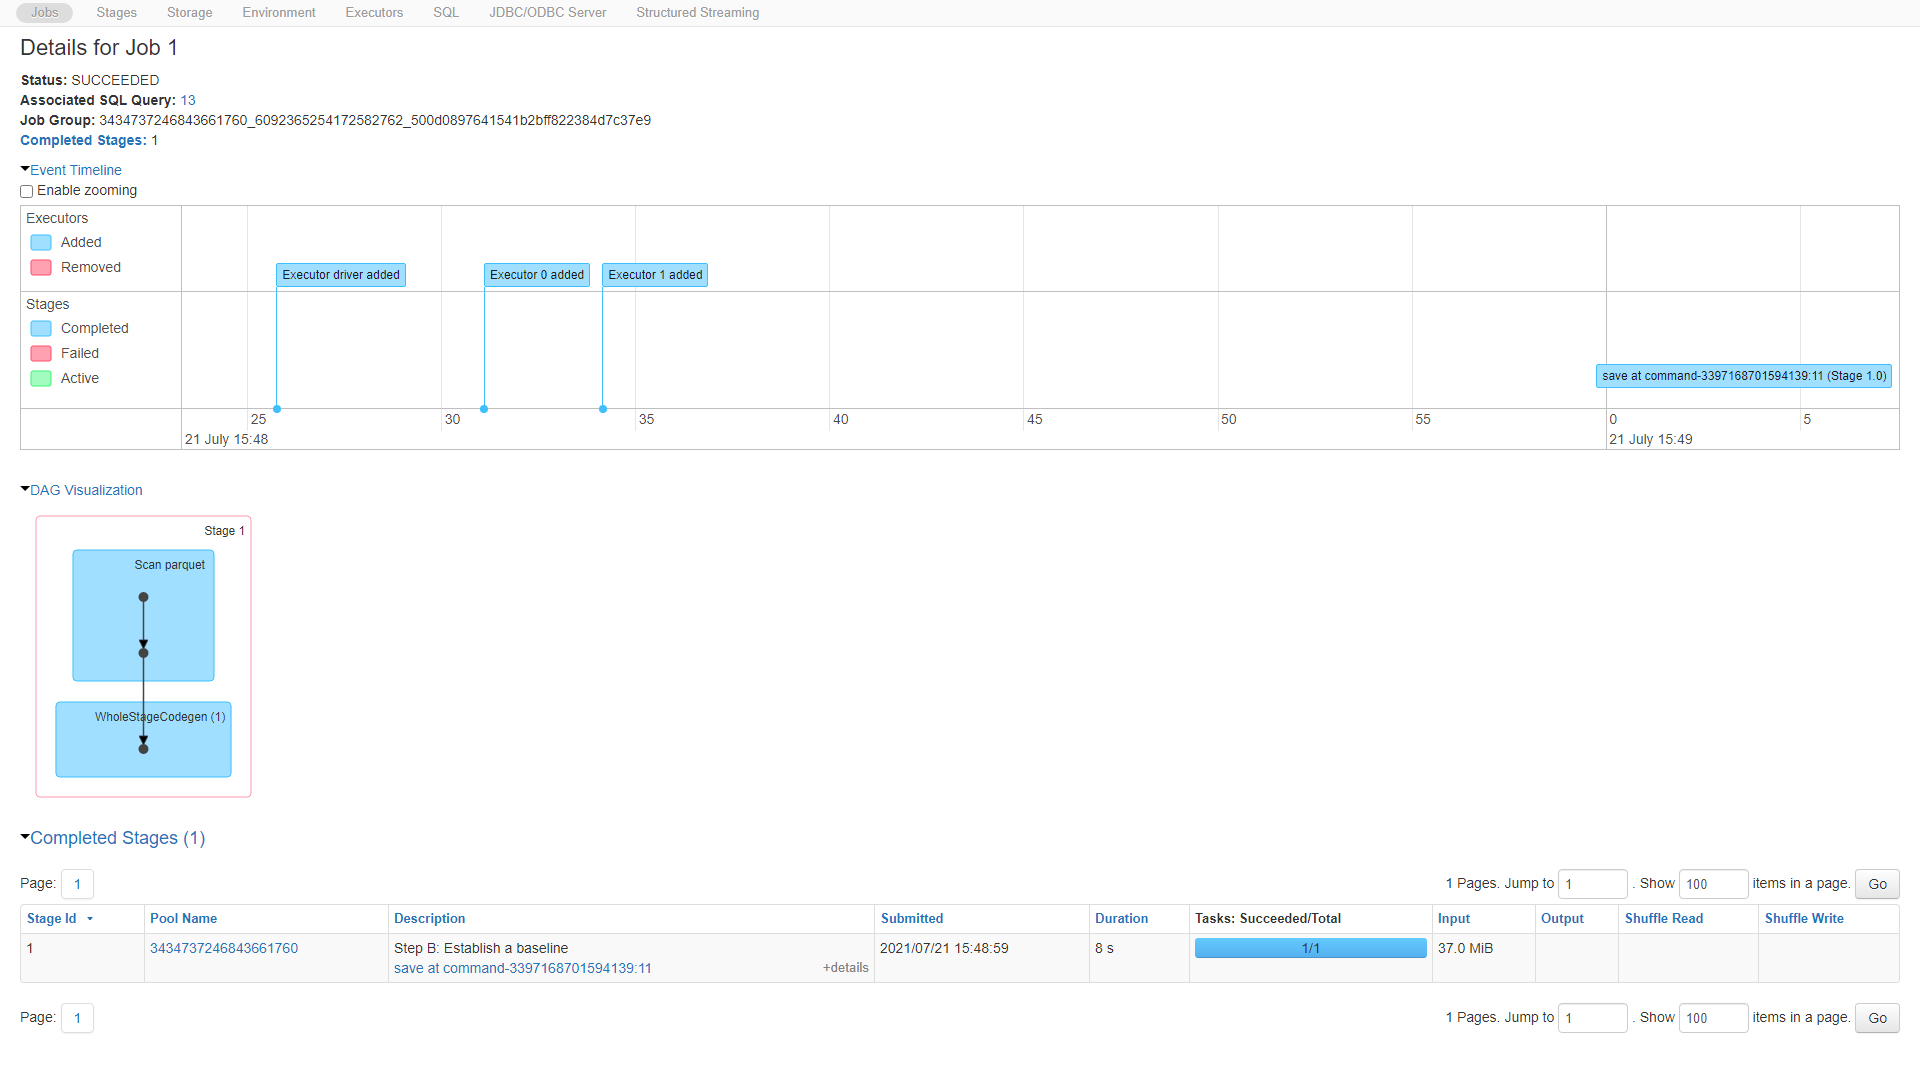 Jobs Stages Storage Environment Executors SQL JDBC/ODBC Server Structured Streaming
Details for Job 1
Status: SUCCEEDED
Associated SQL Query: 13
Job Group: 3434737246843661760_6092365254172582762_500d0897641541b2bff822384d7c37e9
Completed Stages: 1
Event Timeline
Enable zooming
Executors
Added
Removed
Executor driver added Executor 0 added Executor 1 added
Stages
Completed
Failed
Active
save at command-3397168701594139:11 (Stage 1.0)
25 30 35 40 45 50 55 0 5
21 July 15:48 21 July 15:49
DAG Visualization
Stage 1
Scan parquet
WholeStageCodegen (1)
Completed Stages (1)
Page: 1 1 Pages. Jump to 1 . Show 100 items in a page. Go
Stage Id Pool Name Description Submitted Duration Tasks: Succeeded/Total Input Output Shuffle Read Shuffle Write
1 3434737246843661760 Step B: Establish a baseline 2021/07/21 15:48:59 8 s 1/1 37.0 MiB
save at command-3397168701594139:11 +details
Page: 1 1 Pages. Jump to 1 . Show 100 items in a page. Go